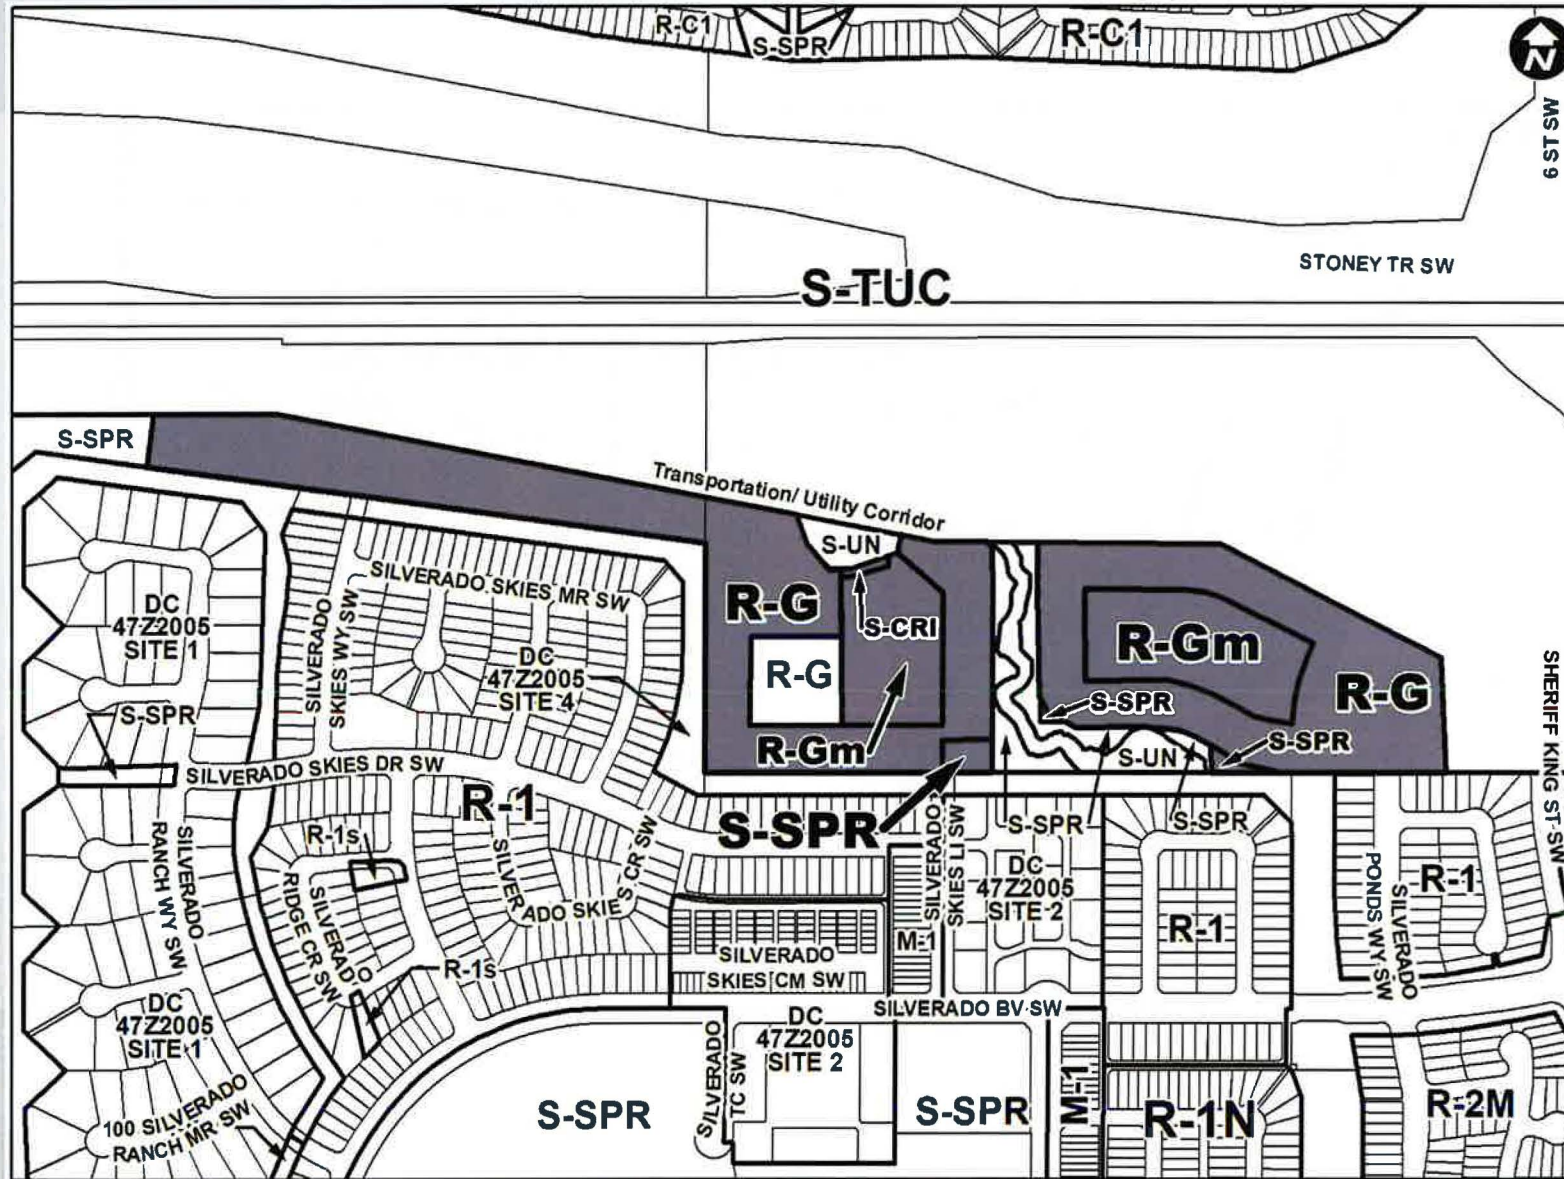 R-C1
S-SPR
R-C1
N
6 ST SW
STONEY TR SW
S-TUC
S-SPR
Transportation/ Utility Corridor
S-UN
SILVERADO SKIES MR SW
R-G
S-CRI
DC
47Z2005
SITE 1
SILVERADO
SKIES WY SW
DC
47Z2005
SITE 4
R-G
R-Gm
R-Gm
R-G
S-SPR
S-SPR
S-UN
S-SPR
SHERIFF KING ST SW
S-SPR
SILVERADO SKIES DR SW
R-1
S-SPR
S-SPR
S-SPR
R-1s
SILVERADO
RANCH WY SW
SILVERADO SKIES CR SW
SILVERADO
SKIES LI SW
DC
47Z2005
SITE 2
R-1
R-1
SILVERADO
PONDS WY SW
SILVERADO
RIDGE CR SW
M-1
SILVERADO
SKIES CM SW
R-1s
DC
47Z2005
SITE 1
SILVERADO BV SW
DC
47Z2005
SITE 2
SILVERADO
TC SW
100 SILVERADO
RANCH MR SW
S-SPR
S-SPR
M-1
R-1N
R-2M